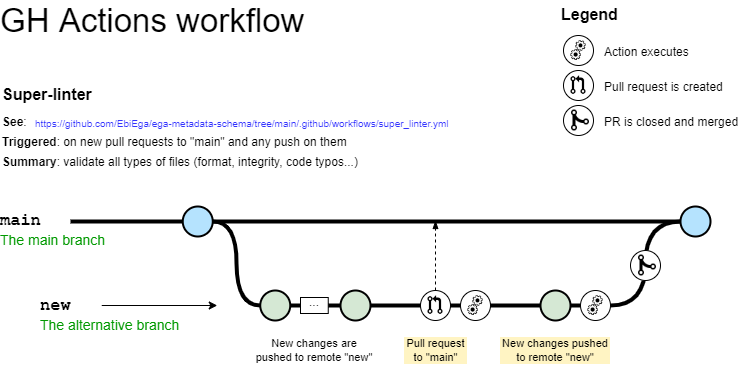 GH Actions workflow
Legend
Action executes
Pull request is created
PR is closed and merged
Super-linter
See: https://github.com/EbiEga/ega-metadata-schema/tree/main/.github/workflows/super_linter.yml
Triggered: on new pull requests to "main" and any push on them
Summary: validate all types of files (format, integrity, code typos...)
main
The main branch
new
The alternative branch
...
New changes are
pushed to remote "new"
Pull request
to "main"
New changes pushed
to remote "new"